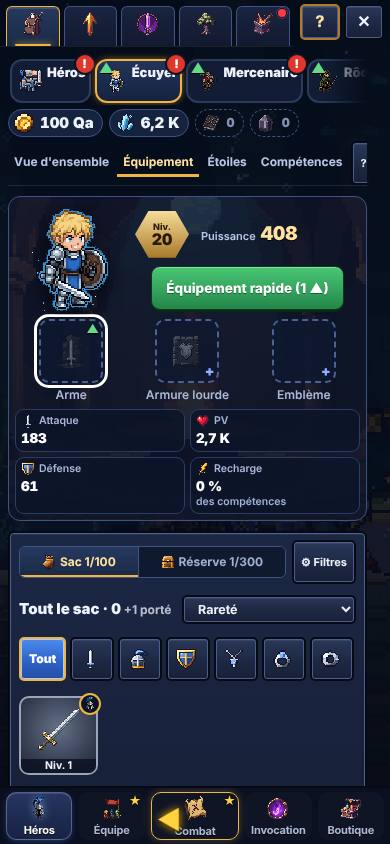 ? ✕
Héros ! Écuye ! Mercenaire ! Rô
100 Qa 6,2 K 0 0
Vue d'ensemble Équipement Étoiles Compétences ?
Niv.
20
Puissance 408
Équipement rapide (1 ▲)
Arme Armure lourde Emblème
Attaque
183
PV
2,7 K
Défense
61
Recharge
0 %
des compétences
Sac 1/100 Réserve 1/300 ⚙ Filtres
Tout le sac · 0 +1 porté Rareté
Tout
Niv. 1
Héros Équipe Combat Invocation Boutique